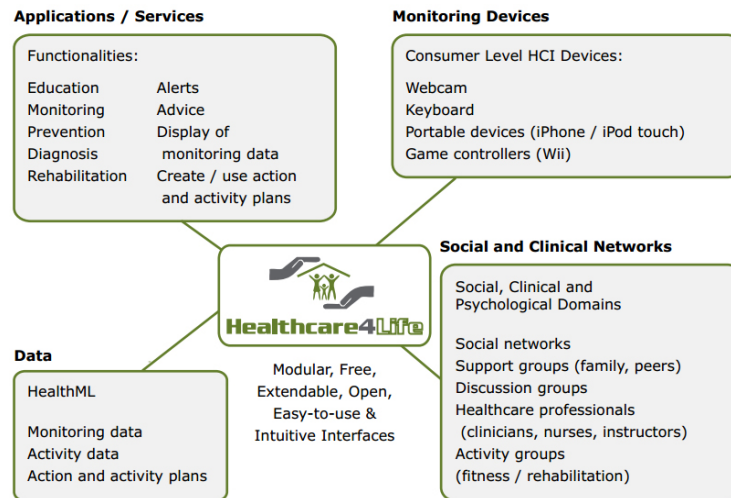 Applications / Services
Functionalities:
Education Alerts
Monitoring Advice
Prevention Display of
Diagnosis monitoring data
Rehabilitation Create / use action
and activity plans
Monitoring Devices
Consumer Level HCI Devices:
Webcam
Keyboard
Portable devices (iPhone / iPod touch)
Game controllers (Wii)
Healthcare4Life
Modular, Free,
Extendable, Open,
Easy-to-use &
Intuitive Interfaces
Data
HealthML
Monitoring data
Activity data
Action and activity plans
Social and Clinical Networks
Social, Clinical and
Psychological Domains
Social networks
Support groups (family, peers)
Discussion groups
Healthcare professionals
(clinicians, nurses, instructors)
Activity groups
(fitness / rehabilitation)